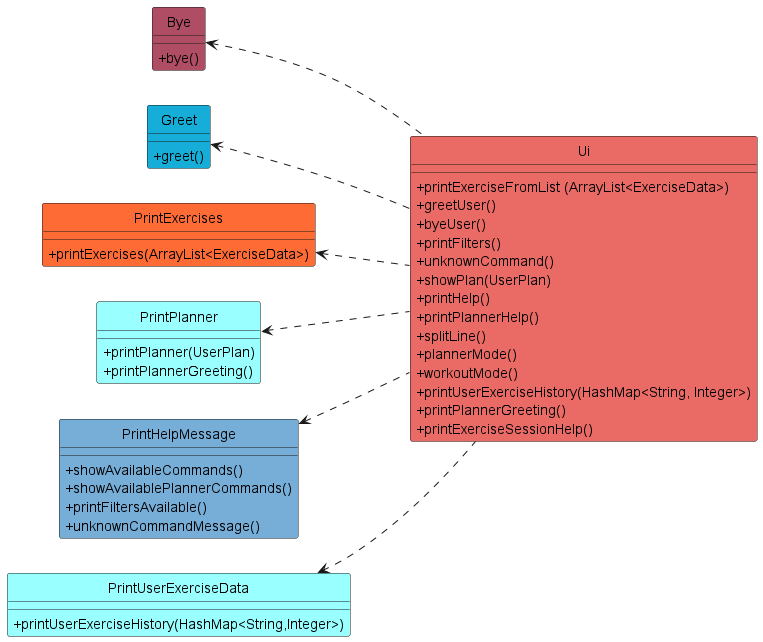 Bye
+bye()
Greet
+greet()
PrintExercises
+printExercises(ArrayList<ExerciseData>)
PrintPlanner
+printPlanner(UserPlan)
+printPlannerGreeting()
PrintHelpMessage
+showAvailableCommands()
+showAvailablePlannerCommands()
+printFiltersAvailable()
+unknownCommandMessage()
PrintUserExerciseData
+printUserExerciseHistory(HashMap<String,Integer>)
Ui
+printExerciseFromList (ArrayList<ExerciseData>)
+greetUser()
+byeUser()
+printFilters()
+unknownCommand()
+showPlan(UserPlan)
+printHelp()
+printPlannerHelp()
+splitLine()
+plannerMode()
+workoutMode()
+printUserExerciseHistory(HashMap<String, Integer>)
+printPlannerGreeting()
+printExerciseSessionHelp()